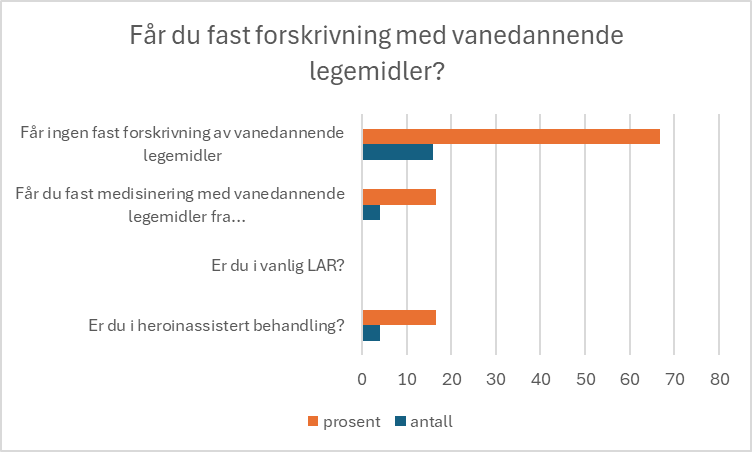 Får du fast forskrivning med vanedannende
legemidler?
Får ingen fast forskrivning av vanedannende
legemidler
Får du fast medisinering med vanedannende
legemidler fra...
Er du i vanlig LAR?
Er du i heroinassistert behandling?
0 10 20 30 40 50 60 70 80
prosent antall